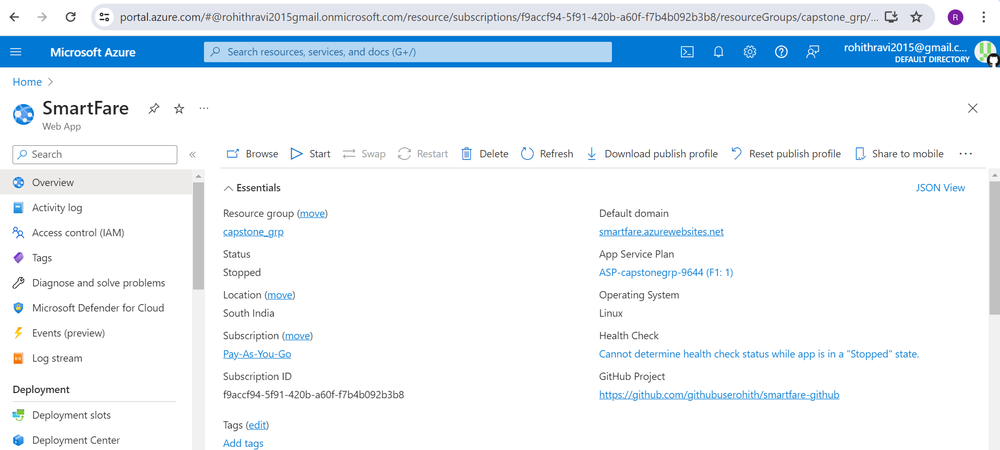 portal.azure.com/#@rohithravi2015gmail.onmicrosoft.com/resource/subscriptions/f9accf94-5f91-420b-a60f-f7b4b092b3b8/resourceGroups/capstone_grp/...
R
Microsoft Azure
Search resources, services, and docs (G+/)
rohithravi2015@gmail.c...
DEFAULT DIRECTORY
Home
SmartFare
Web App
Search
Browse
Start
Swap
Restart
Delete
Refresh
Download publish profile
Reset publish profile
Share to mobile
Overview
Activity log
Access control (IAM)
Tags
Diagnose and solve problems
Microsoft Defender for Cloud
Events (preview)
Log stream
Deployment
Deployment slots
Deployment Center
Essentials
JSON View
Resource group (move)
capstone_grp
Status
Stopped
Location (move)
South India
Subscription (move)
Pay-As-You-Go
Subscription ID
f9accf94-5f91-420b-a60f-f7b4b092b3b8
Tags (edit)
Add tags
Default domain
smartfare.azurewebsites.net
App Service Plan
ASP-capstonegrp-9644 (F1: 1)
Operating System
Linux
Health Check
Cannot determine health check status while app is in a "Stopped" state.
GitHub Project
https://github.com/githubuserohith/smartfare-github